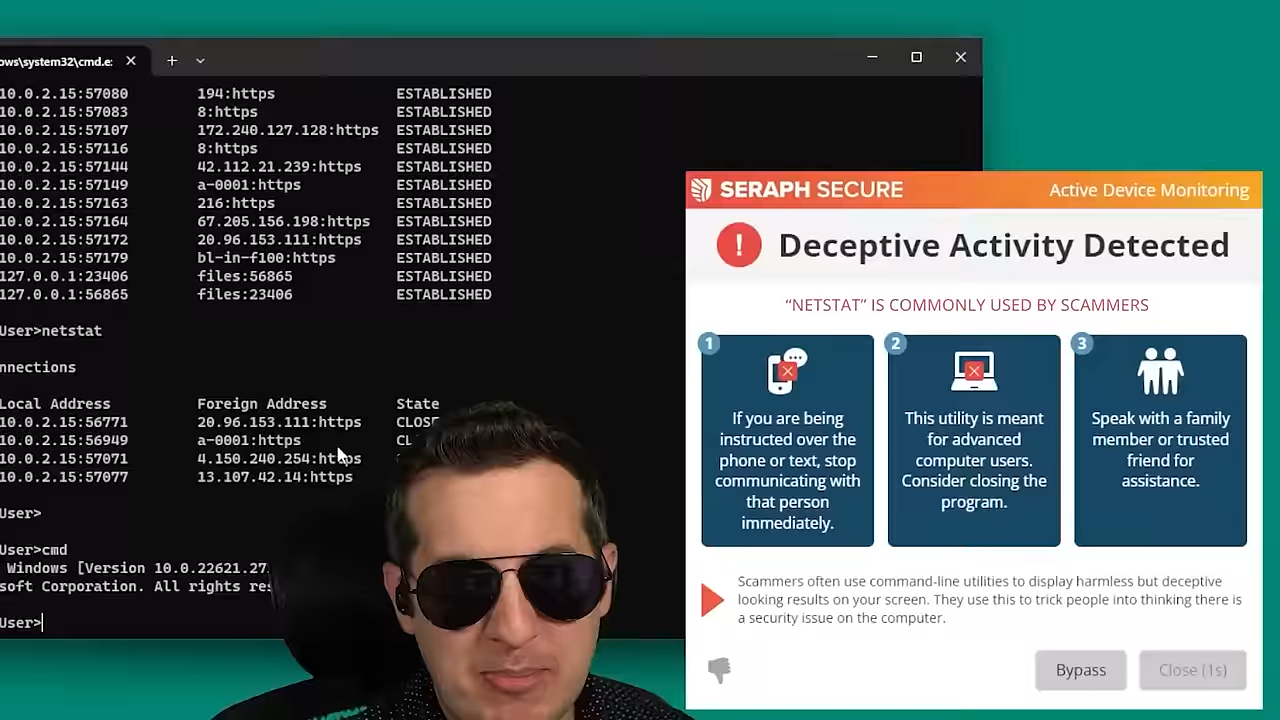 ows\system32\cmd.e:
10.0.2.15:57080 194:https ESTABLISHED
10.0.2.15:57083 8:https ESTABLISHED
10.0.2.15:57107 172.240.127.128:https ESTABLISHED
10.0.2.15:57116 8:https ESTABLISHED
10.0.2.15:57144 42.112.21.239:https ESTABLISHED
10.0.2.15:57149 a-0001:https ESTABLISHED
10.0.2.15:57163 216:https ESTABLISHED
10.0.2.15:57164 67.205.156.198:https ESTABLISHED
10.0.2.15:57172 20.96.153.111:https ESTABLISHED
10.0.2.15:57179 bl-in-f100:https ESTABLISHED
127.0.0.1:23406 files:56865 ESTABLISHED
127.0.0.1:56865 files:23406 ESTABLISHED
User>netstat
nnections
Local Address Foreign Address State
10.0.2.15:56771 20.96.153.111:https CLOS
10.0.2.15:56949 a-0001:https CL
10.0.2.15:57071 4.150.240.254:https
10.0.2.15:57077 13.107.42.14:https
User>
User>cmd
Windows [Version 10.0.22621.27
soft Corporation. All rights res
User>
SERAPH SECURE
Active Device Monitoring
! Deceptive Activity Detected
“NETSTAT” IS COMMONLY USED BY SCAMMERS
1
If you are being
instructed over the
phone or text, stop
communicating with
that person
immediately.
2
This utility is meant
for advanced
computer users.
Consider closing the
program.
3
Speak with a family
member or trusted
friend for
assistance.
Scammers often use command-line utilities to display harmless but deceptive
looking results on your screen. They use this to trick people into thinking there is
a security issue on the computer.
Bypass
Close (1s)